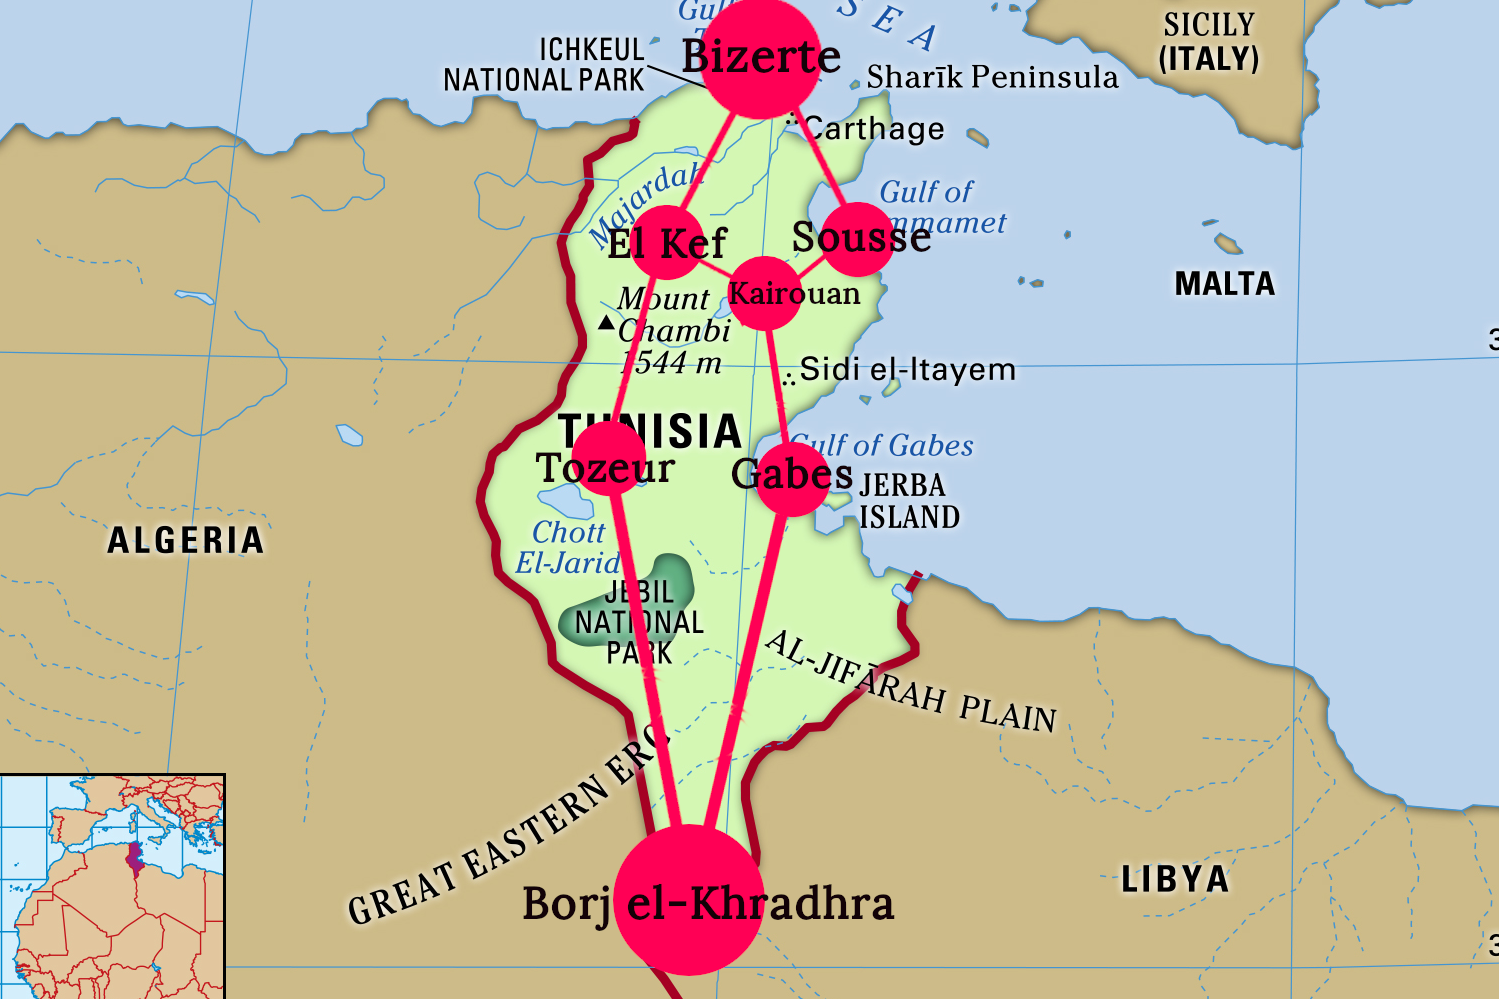 Gulf
SEA
SICILY
(ITALY)
ICHKEUL
NATIONAL PARK
Bizerte
Sharīk Peninsula
Carthage
Majardah
Gulf of
mmamet
El Kef
Sousse
MALTA
Mount
Chambi
1544 m
Kairouan
Sidi el-Itayem
TUNISIA
Tozeur
Gulf of Gabes
Gabes
JERBA
ISLAND
ALGERIA
Chott
El-Jarid
JEBIL
NATIONAL
PARK
AL-JIFĀRAH PLAIN
GREAT EASTERN ERG
LIBYA
Borj el-Khradhra
3
3